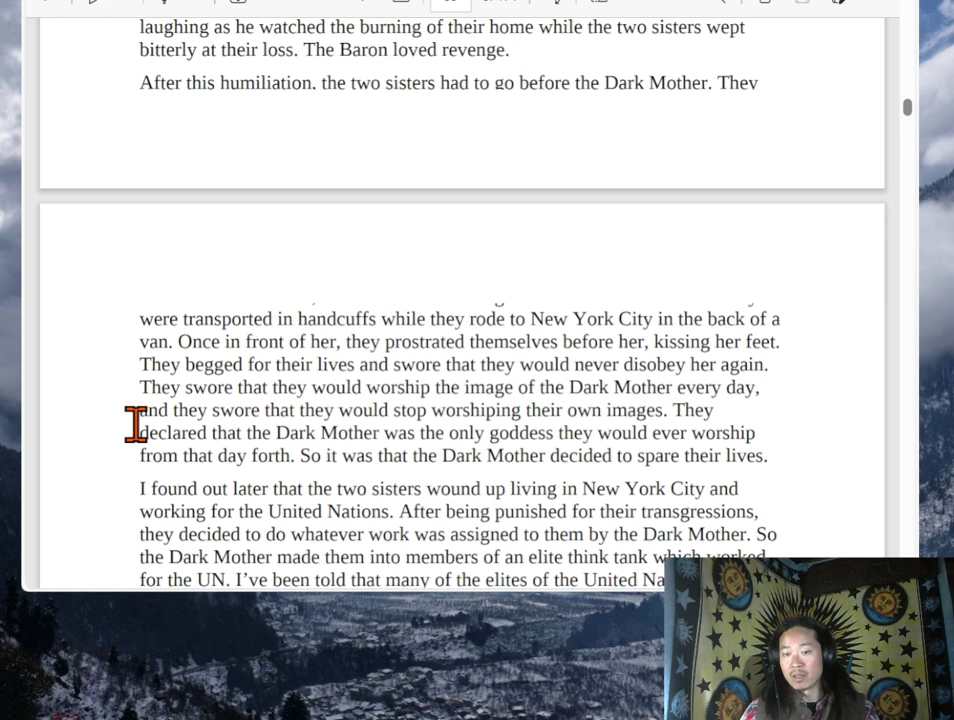 laughing as he watched the burning of their home while the two sisters wept
bitterly at their loss. The Baron loved revenge.
After this humiliation, the two sisters had to go before the Dark Mother. They
were transported in handcuffs while they rode to New York City in the back of a
van. Once in front of her, they prostrated themselves before her, kissing her feet.
They begged for their lives and swore that they would never disobey her again.
They swore that they would worship the image of the Dark Mother every day,
and they swore that they would stop worshiping their own images. They
declared that the Dark Mother was the only goddess they would ever worship
from that day forth. So it was that the Dark Mother decided to spare their lives.
I found out later that the two sisters wound up living in New York City and
working for the United Nations. After being punished for their transgressions,
they decided to do whatever work was assigned to them by the Dark Mother. So
the Dark Mother made them into members of an elite think tank which worked
for the UN. I’ve been told that many of the elites of the United Na